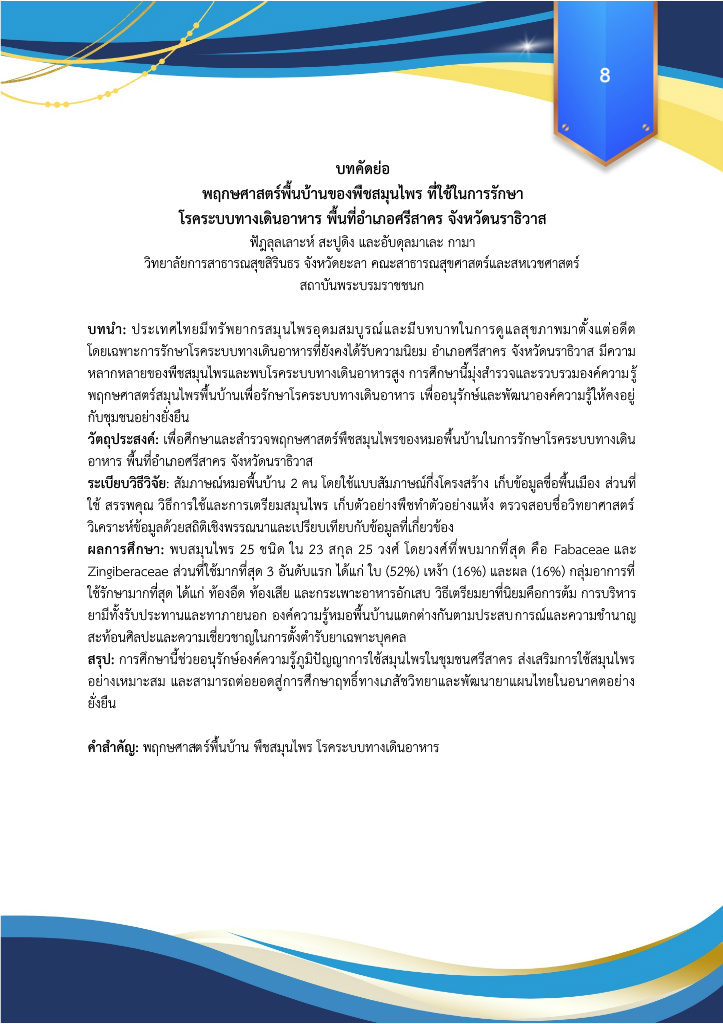 8
บทคัดย่อ
พฤกษศาสตร์พื้นบ้านของพืชสมุนไพร ที่ใช้ในการรักษา
โรคระบบทางเดินอาหาร พื้นที่อำเภอศรีสาคร จังหวัดนราธิวาส
ฟัฎลุลเลาะห์ สะปูดิง และอับดุลมาเละ กามา
วิทยาลัยการสาธารณสุขสิรินธร จังหวัดยะลา คณะสาธารณสุขศาสตร์และสหเวชศาสตร์
สถาบันพระบรมราชชนก
บทนำ: ประเทศไทยมีทรัพยากรสมุนไพรอุดมสมบูรณ์และมีบทบาทในการดูแลสุขภาพมาตั้งแต่อดีต
โดยเฉพาะการรักษาโรคระบบทางเดินอาหารที่ยังคงได้รับความนิยม อำเภอศรีสาคร จังหวัดนราธิวาส มีความ
หลากหลายของพืชสมุนไพรและพบโรคระบบทางเดินอาหารสูง การศึกษานี้มุ่งสำรวจและรวบรวมองค์ความรู้
พฤกษศาสตร์สมุนไพรพื้นบ้านเพื่อรักษาโรคระบบทางเดินอาหาร เพื่ออนุรักษ์และพัฒนาองค์ความรู้ให้คงอยู่
กับชุมชนอย่างยั่งยืน
วัตถุประสงค์: เพื่อศึกษาและสำรวจพฤกษศาสตร์พืชสมุนไพรของหมอพื้นบ้านในการรักษาโรคระบบทางเดิน
อาหาร พื้นที่อำเภอศรีสาคร จังหวัดนราธิวาส
ระเบียบวิธีวิจัย: สัมภาษณ์หมอพื้นบ้าน 2 คน โดยใช้แบบสัมภาษณ์กึ่งโครงสร้าง เก็บข้อมูลชื่อพื้นเมือง ส่วนที่
ใช้ สรรพคุณ วิธีการใช้และการเตรียมสมุนไพร เก็บตัวอย่างพืชทำตัวอย่างแห้ง ตรวจสอบชื่อวิทยาศาสตร์
วิเคราะห์ข้อมูลด้วยสถิติเชิงพรรณนาและเปรียบเทียบกับข้อมูลที่เกี่ยวข้อง
ผลการศึกษา: พบสมุนไพร 25 ชนิด ใน 23 สกุล 25 วงศ์ โดยวงศ์ที่พบมากที่สุด คือ Fabaceae และ
Zingiberaceae ส่วนที่ใช้มากที่สุด 3 อันดับแรก ได้แก่ ใบ (52%) เหง้า (16%) และผล (16%) กลุ่มอาการที่
ใช้รักษามากที่สุด ได้แก่ ท้องอืด ท้องเสีย และกระเพาะอาหารอักเสบ วิธีเตรียมยาที่นิยมคือการต้ม การบริหาร
ยามีทั้งรับประทานและทาภายนอก องค์ความรู้หมอพื้นบ้านแตกต่างกันตามประสบการณ์และความชำนาญ
สะท้อนศิลปะและความเชี่ยวชาญในการตั้งตำรับยาเฉพาะบุคคล
สรุป: การศึกษานี้ช่วยอนุรักษ์องค์ความรู้ภูมิปัญญาการใช้สมุนไพรในชุมชนศรีสาคร ส่งเสริมการใช้สมุนไพร
อย่างเหมาะสม และสามารถต่อยอดสู่การศึกษาฤทธิ์ทางเภสัชวิทยาและพัฒนายาแผนไทยในอนาคตอย่าง
ยั่งยืน
คำสำคัญ: พฤกษศาสตร์พื้นบ้าน พืชสมุนไพร โรคระบบทางเดินอาหาร